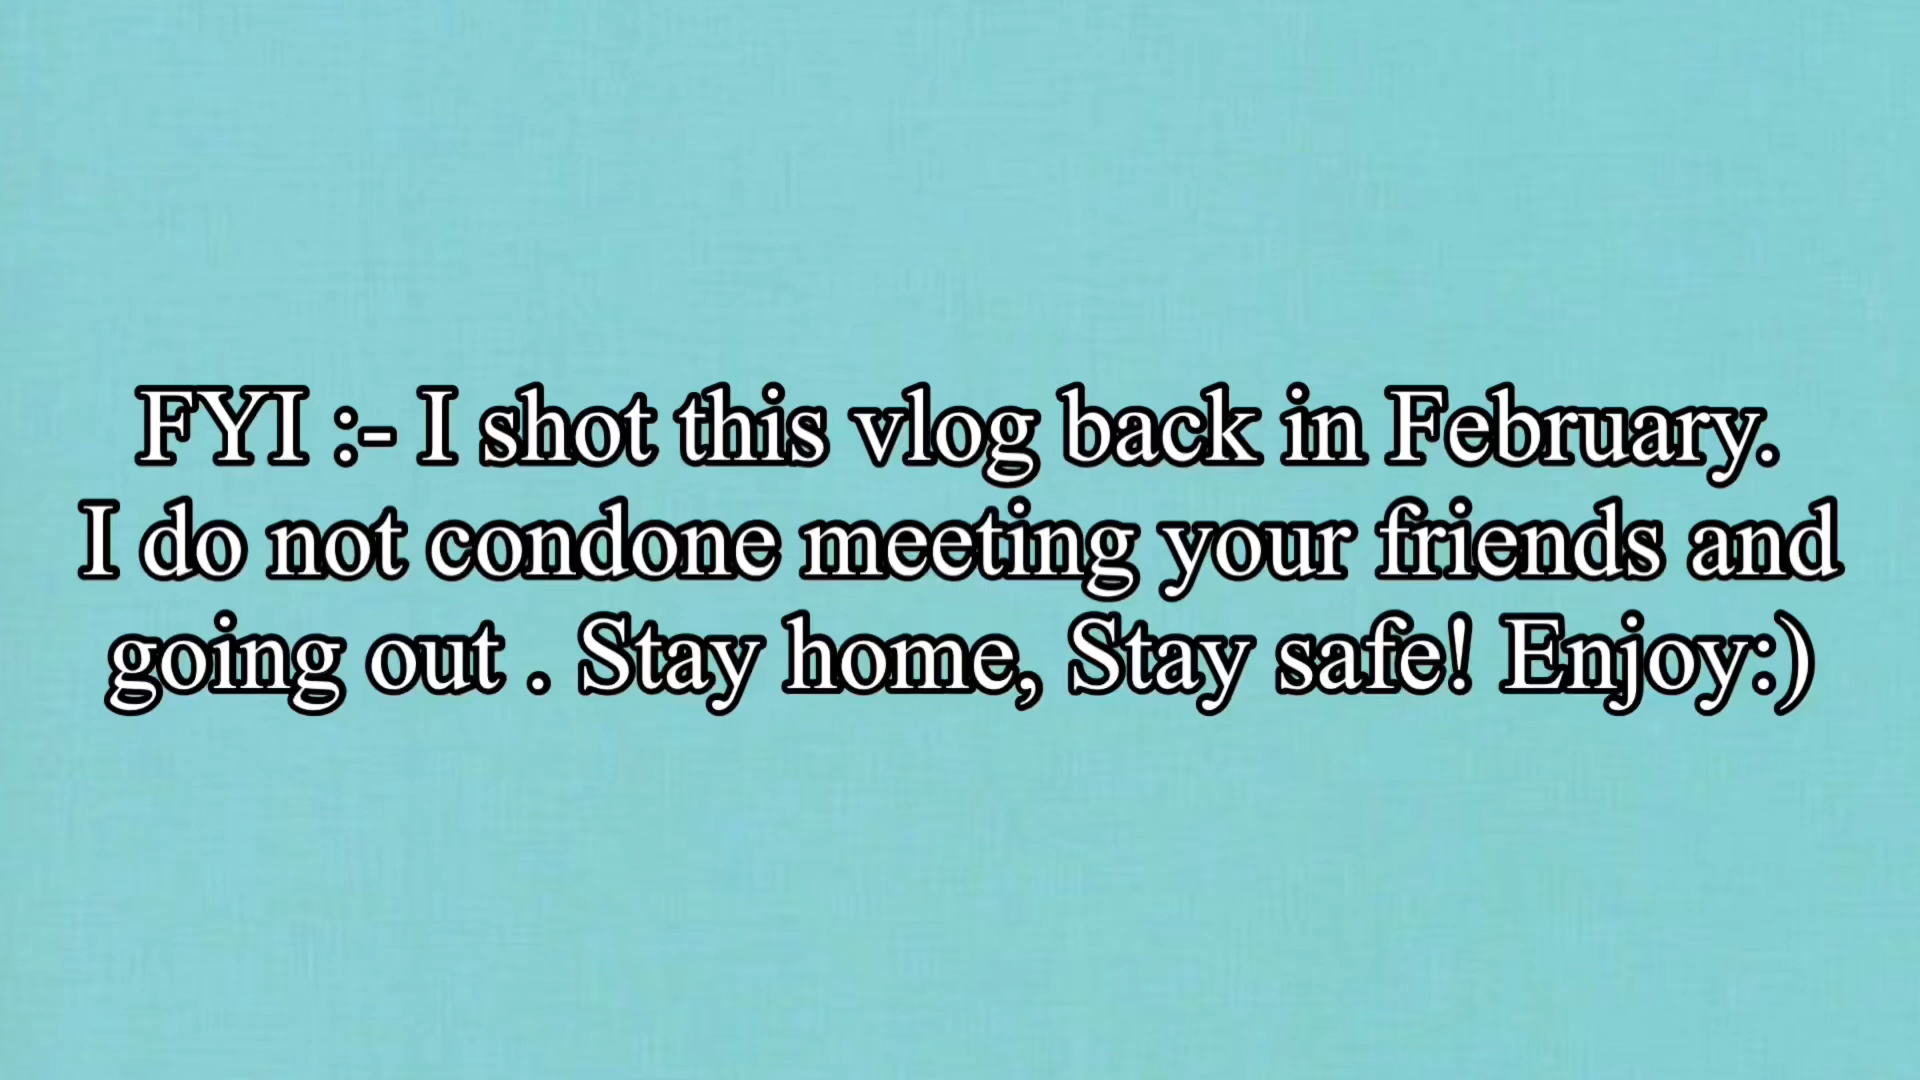 FYI :- I shot this vlog back in February.
I do not condone meeting your friends and
going out . Stay home, Stay safe! Enjoy:)